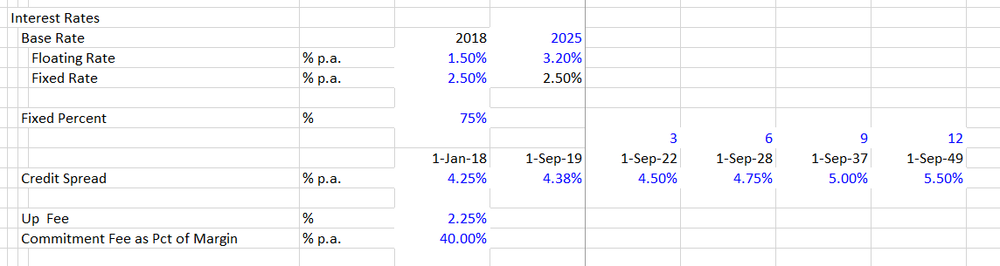 Interest Rates
Base Rate 2018 2025
Floating Rate % p.a. 1.50% 3.20%
Fixed Rate % p.a. 2.50% 2.50%
Fixed Percent % 75%
3 6 9 12
1-Jan-18 1-Sep-19 1-Sep-22 1-Sep-28 1-Sep-37 1-Sep-49
Credit Spread % p.a. 4.25% 4.38% 4.50% 4.75% 5.00% 5.50%
Up Fee % 2.25%
Commitment Fee as Pct of Margin % p.a. 40.00%